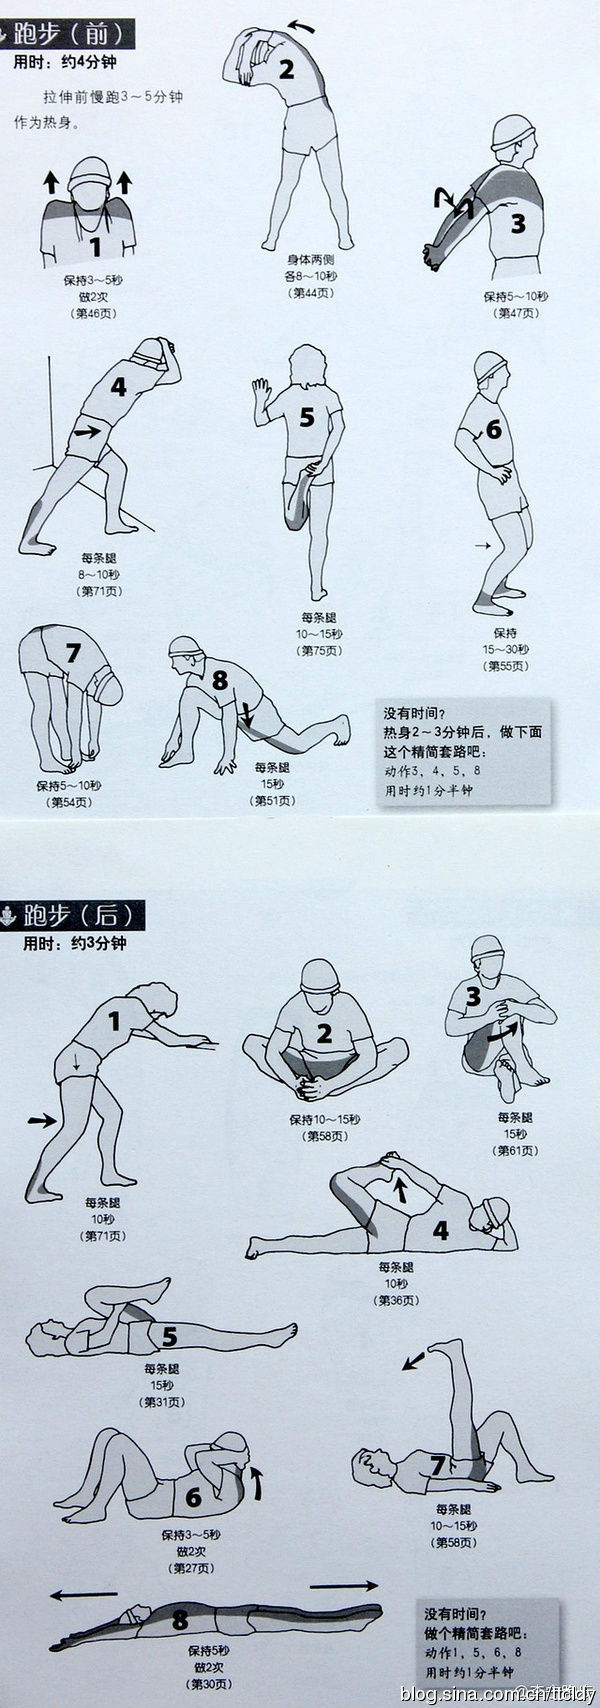 跑步（前）
用时：约4分钟
拉伸前慢跑3～5分钟
作为热身。
1
保持3～5秒
做2次
（第46页）
2
身体两侧
各8～10秒
（第44页）
3
保持5～10秒
（第47页）
4
每条腿
8～10秒
（第71页）
5
每条腿
10～15秒
（第75页）
6
保持
15～30秒
（第55页）
7
保持5～10秒
（第54页）
8
每条腿
15秒
（第51页）
没有时间？
热身2～3分钟后，做下面
这个精简套路吧：
动作3，4，5，8
用时约1分半钟
跑步（后）
用时：约3分钟
1
每条腿
10秒
（第71页）
2
保持10～15秒
（第58页）
3
每条腿
15秒
（第61页）
4
每条腿
10秒
（第36页）
5
每条腿
15秒
（第31页）
6
保持3～5秒
做2次
（第27页）
7
每条腿
10～15秒
（第58页）
8
保持5秒
做2次
（第30页）
没有时间？
做个精简套路吧：
动作1，5，6，8
用时约1分半钟